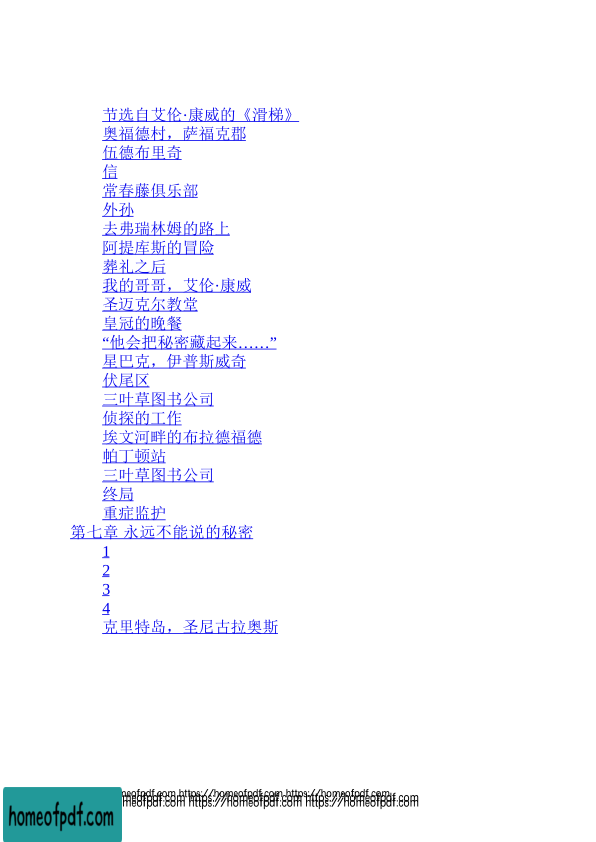 节选自艾伦·康威的《滑梯》
奥福德村，萨福克郡
伍德布里奇
信
常春藤俱乐部
外孙
去弗瑞林姆的路上
阿提库斯的冒险
葬礼之后
我的哥哥，艾伦·康威
圣迈克尔教堂
皇冠的晚餐
“他会把秘密藏起来……”
星巴克，伊普斯威奇
伏尾区
三叶草图书公司
侦探的工作
埃文河畔的布拉德福德
帕丁顿站
三叶草图书公司
终局
重症监护
第七章 永远不能说的秘密
1
2
3
4
克里特岛，圣尼古拉奥斯
meofpdf.com https://homeofpdf.com https://homeofpdf.com
meofpdf.com https://homeofpdf.com https://homeofpdf.com
homeofpdf.com